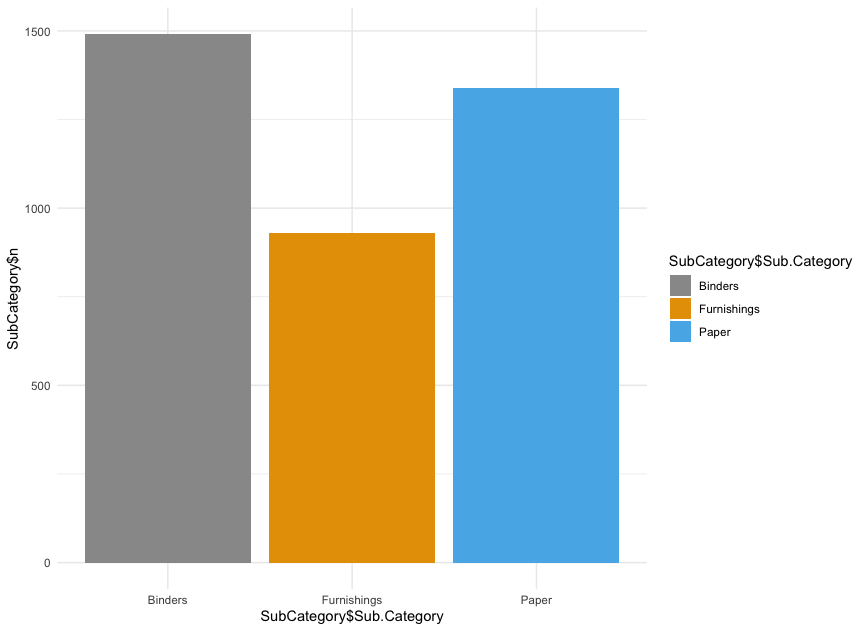 1500
1000
500
0
SubCategory$n
Binders
Furnishings
Paper
SubCategory$Sub.Category
SubCategory$Sub.Category
Binders
Furnishings
Paper